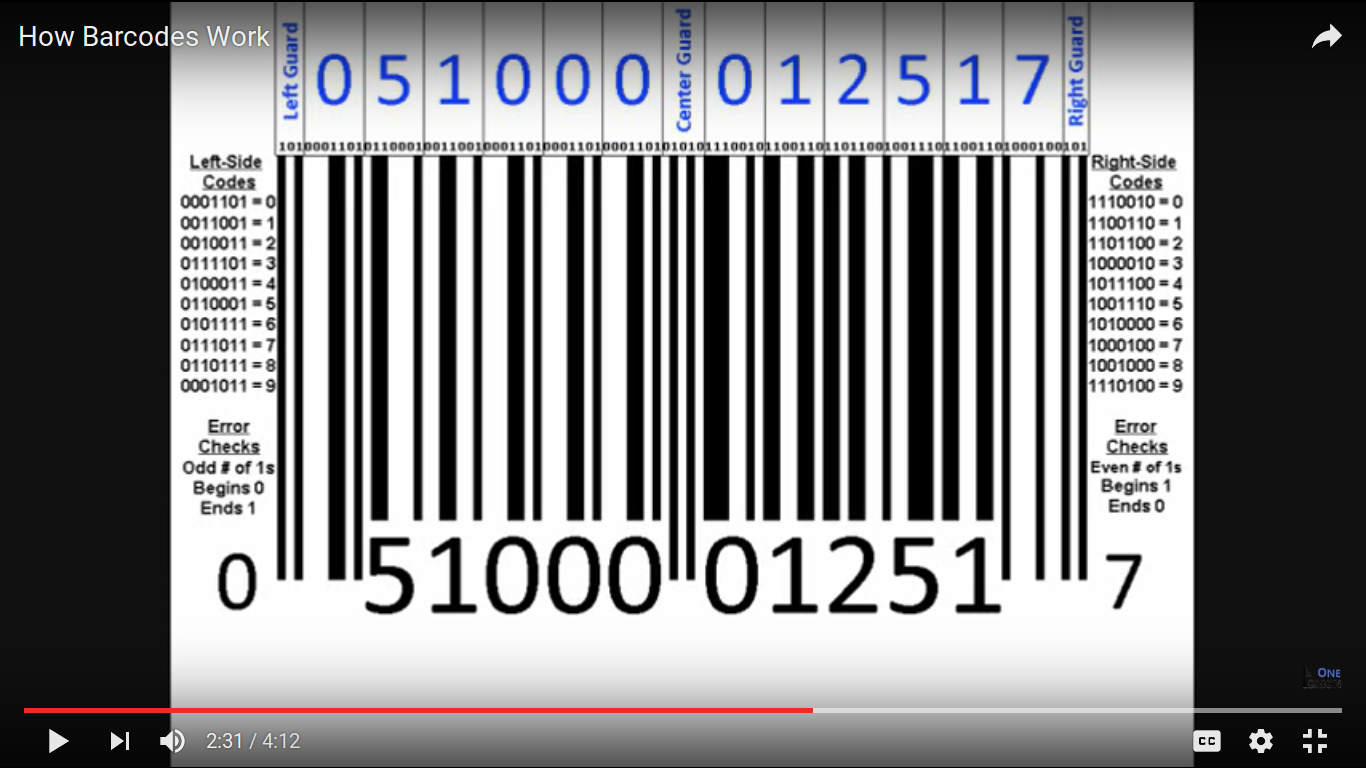 How Barcodes Work
Left Guard
0 5 1 0 0 0
Center Guard
0 1 2 5 1 7
Right Guard
101 0001101 0110001 0011001 0001101 0001101 0001101 01010 1110010 1100110 1101100 1001110 1100110 1000100 101
Left-Side
Codes
0001101 = 0
0011001 = 1
0010011 = 2
0111101 = 3
0100011 = 4
0110001 = 5
0101111 = 6
0111011 = 7
0110111 = 8
0001011 = 9
Error
Checks
Odd # of 1s
Begins 0
Ends 1
Right-Side
Codes
1110010 = 0
1100110 = 1
1101100 = 2
1000010 = 3
1011100 = 4
1001110 = 5
1010000 = 6
1000100 = 7
1001000 = 8
1110100 = 9
Error
Checks
Even # of 1s
Begins 1
Ends 0
0 51000 01251 7
ONE
2:31 / 4:12
CC